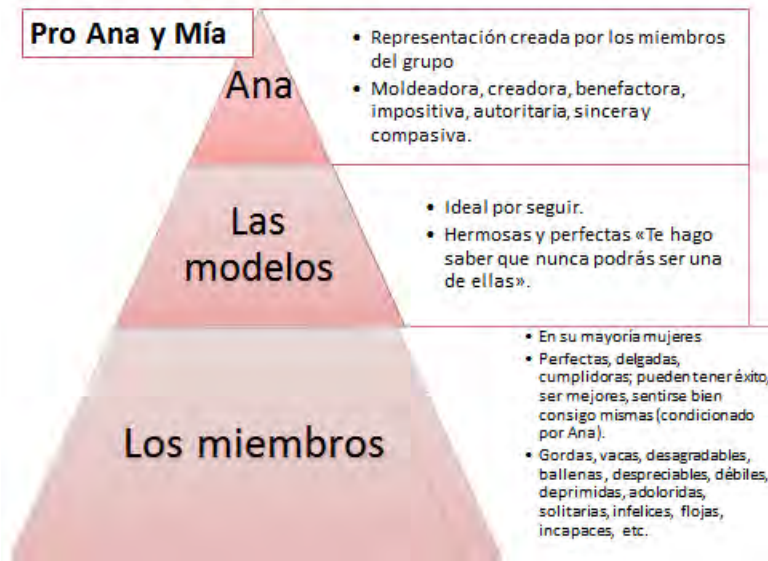 Pro Ana y Mía
Ana
• Representación creada por los miembros
del grupo
• Moldeadora, creadora, benefactora,
impositiva, autoritaria, sincera y
compasiva.
Las
modelos
• Ideal por seguir.
• Hermosas y perfectas «Te hago
saber que nunca podrás ser una
de ellas».
Los miembros
• En su mayoría mujeres
• Perfectas, delgadas,
cumplidoras; pueden tener éxito,
ser mejores, sentirse bien
consigo mismas (condicionado
por Ana).
• Gordas, vacas, desagradables,
ballenas, despreciables, débiles,
deprimidas, adoloridas,
solitarias, infelices, flojas,
incapaces, etc.